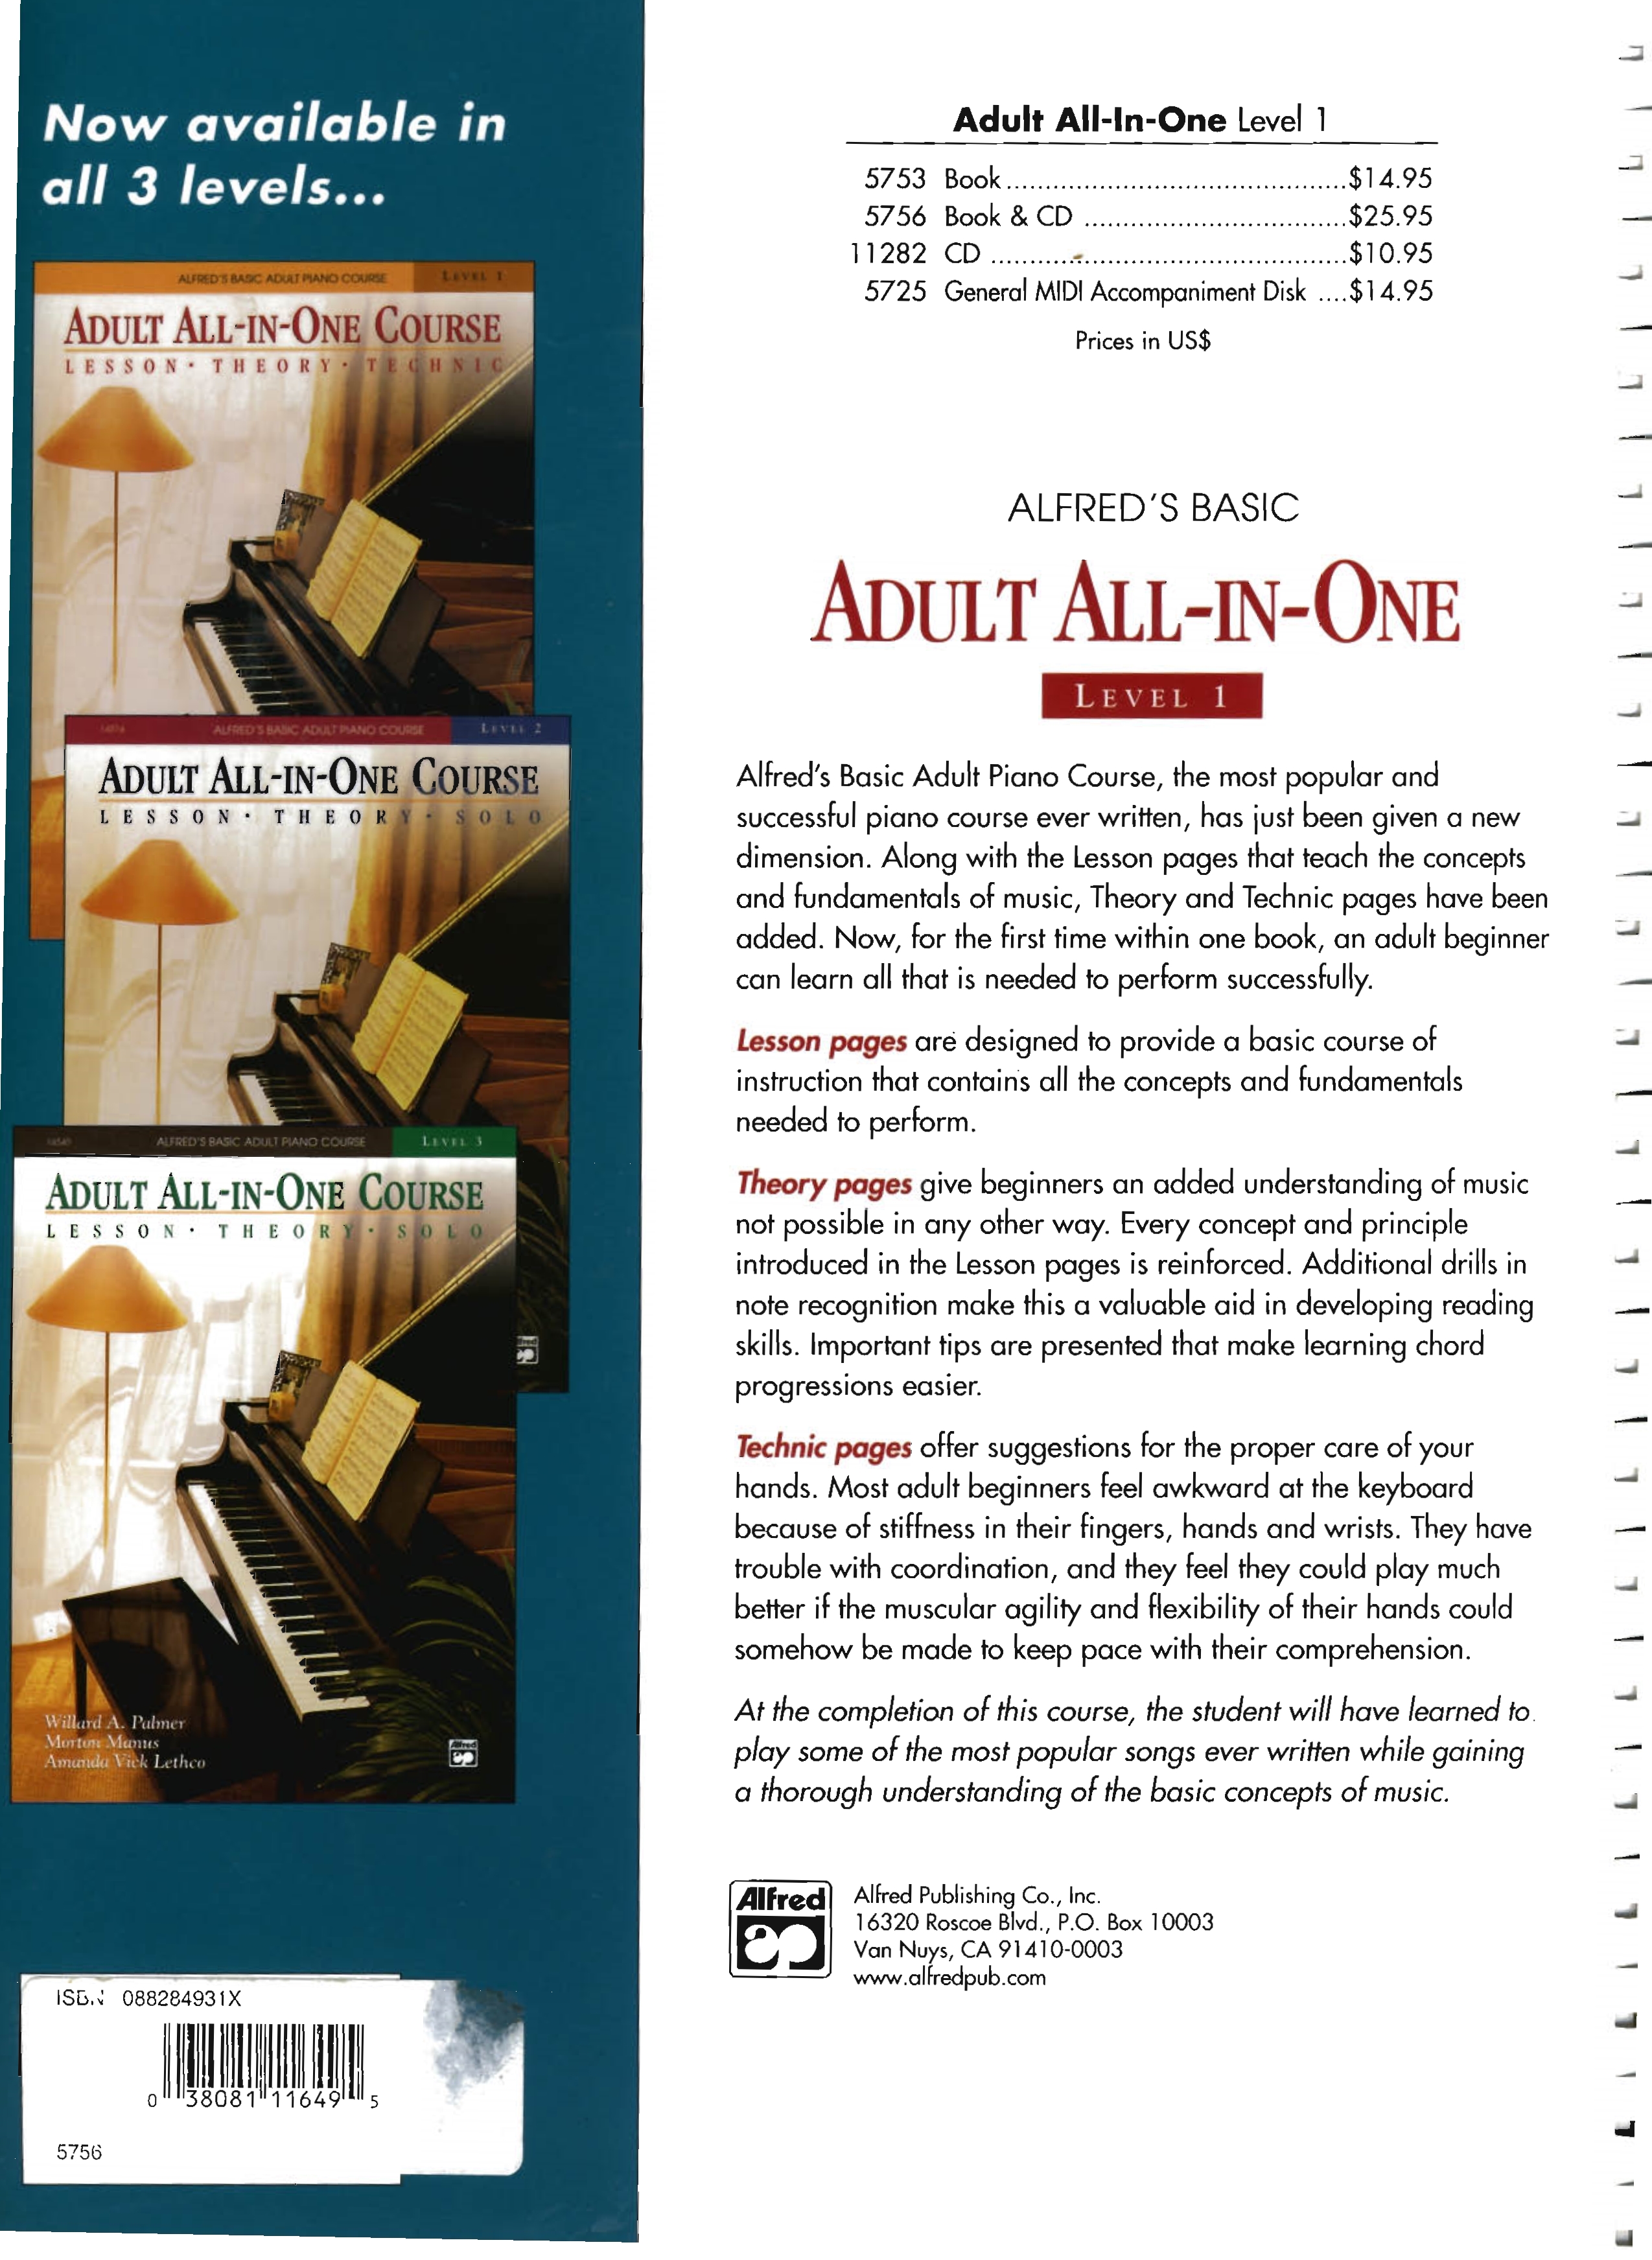 Now available in
all 3 levels...
ALFRED'S BASIC ADULT PIANO COURSE LEVEL 1
ADULT ALL-IN-ONE COURSE
LESSON · THEORY · TECHNIC
ALFRED'S BASIC ADULT PIANO COURSE LEVEL 2
ADULT ALL-IN-ONE COURSE
LESSON · THEORY · SOLO
ALFRED'S BASIC ADULT PIANO COURSE LEVEL 3
ADULT ALL-IN-ONE COURSE
LESSON · THEORY · SOLO
Willard A. Palmer
Morton Manus
Amanda Vick Lethco
Alfred
ISBN 088284931X
0 38081 11649 5
5756
Adult All-In-One Level 1
5753 Book............................................$14.95
5756 Book & CD ..................................$25.95
11282 CD ..............................................$10.95
5725 General MIDI Accompaniment Disk ....$14.95
Prices in US$
ALFRED'S BASIC
ADULT ALL-IN-ONE
LEVEL 1
Alfred's Basic Adult Piano Course, the most popular and
successful piano course ever written, has just been given a new
dimension. Along with the Lesson pages that teach the concepts
and fundamentals of music, Theory and Technic pages have been
added. Now, for the first time within one book, an adult beginner
can learn all that is needed to perform successfully.
Lesson pages are designed to provide a basic course of
instruction that contains all the concepts and fundamentals
needed to perform.
Theory pages give beginners an added understanding of music
not possible in any other way. Every concept and principle
introduced in the Lesson pages is reinforced. Additional drills in
note recognition make this a valuable aid in developing reading
skills. Important tips are presented that make learning chord
progressions easier.
Technic pages offer suggestions for the proper care of your
hands. Most adult beginners feel awkward at the keyboard
because of stiffness in their fingers, hands and wrists. They have
trouble with coordination, and they feel they could play much
better if the muscular agility and flexibility of their hands could
somehow be made to keep pace with their comprehension.
At the completion of this course, the student will have learned to
play some of the most popular songs ever written while gaining
a thorough understanding of the basic concepts of music.
Alfred
Alfred Publishing Co., Inc.
16320 Roscoe Blvd., P.O. Box 10003
Van Nuys, CA 91410-0003
www.alfredpub.com